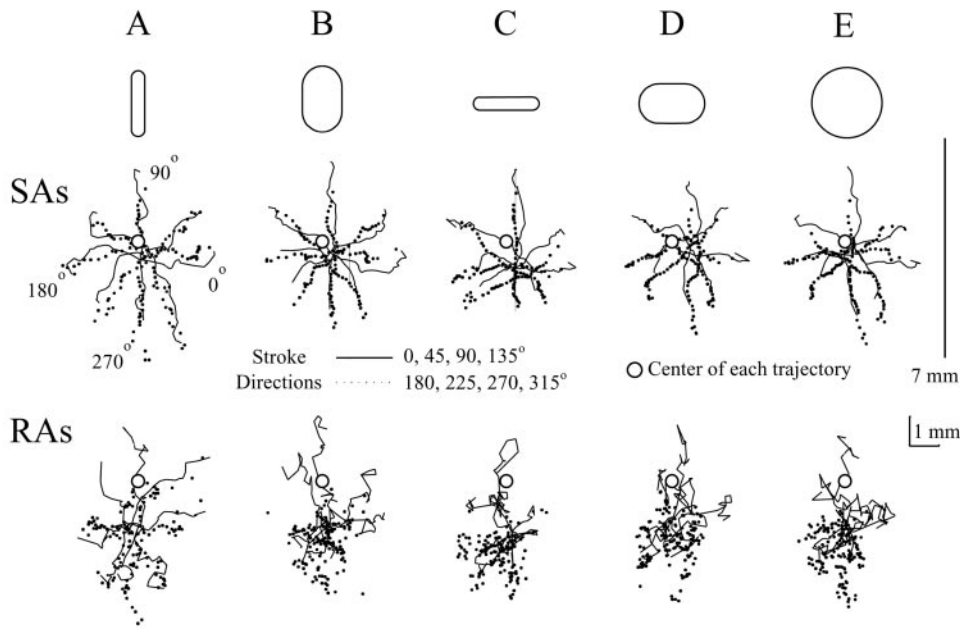 A B C D E
SAs
90°
180°
0°
270°
Stroke 0, 45, 90, 135°
Directions 180, 225, 270, 315°
Center of each trajectory
7 mm
RAs
1 mm